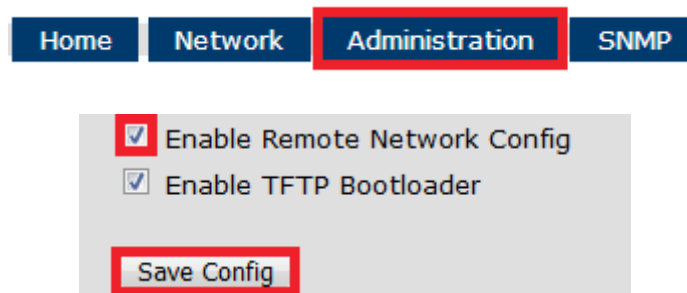 Home Network Administration SNMP
Enable Remote Network Config
Enable TFTP Bootloader
Save Config